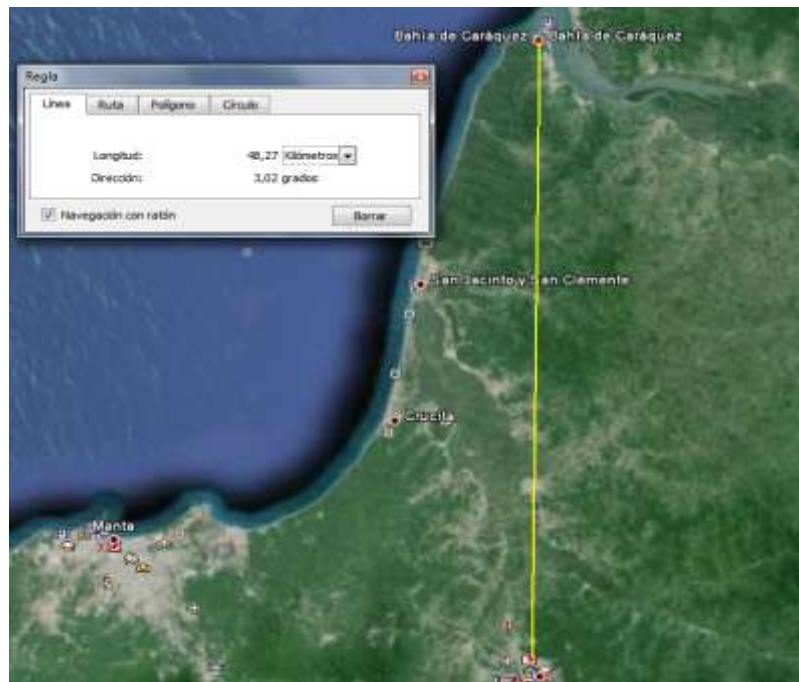 Bahía de Caráquez Bahía de Caráquez
Regla
Línea Ruta Polígono Círculo
Longitud: 48,27 Kilómetros
Dirección: 3,02 grados
Navegación con ratón Borrar
San Jacinto y San Clemente
Crucita
Manta